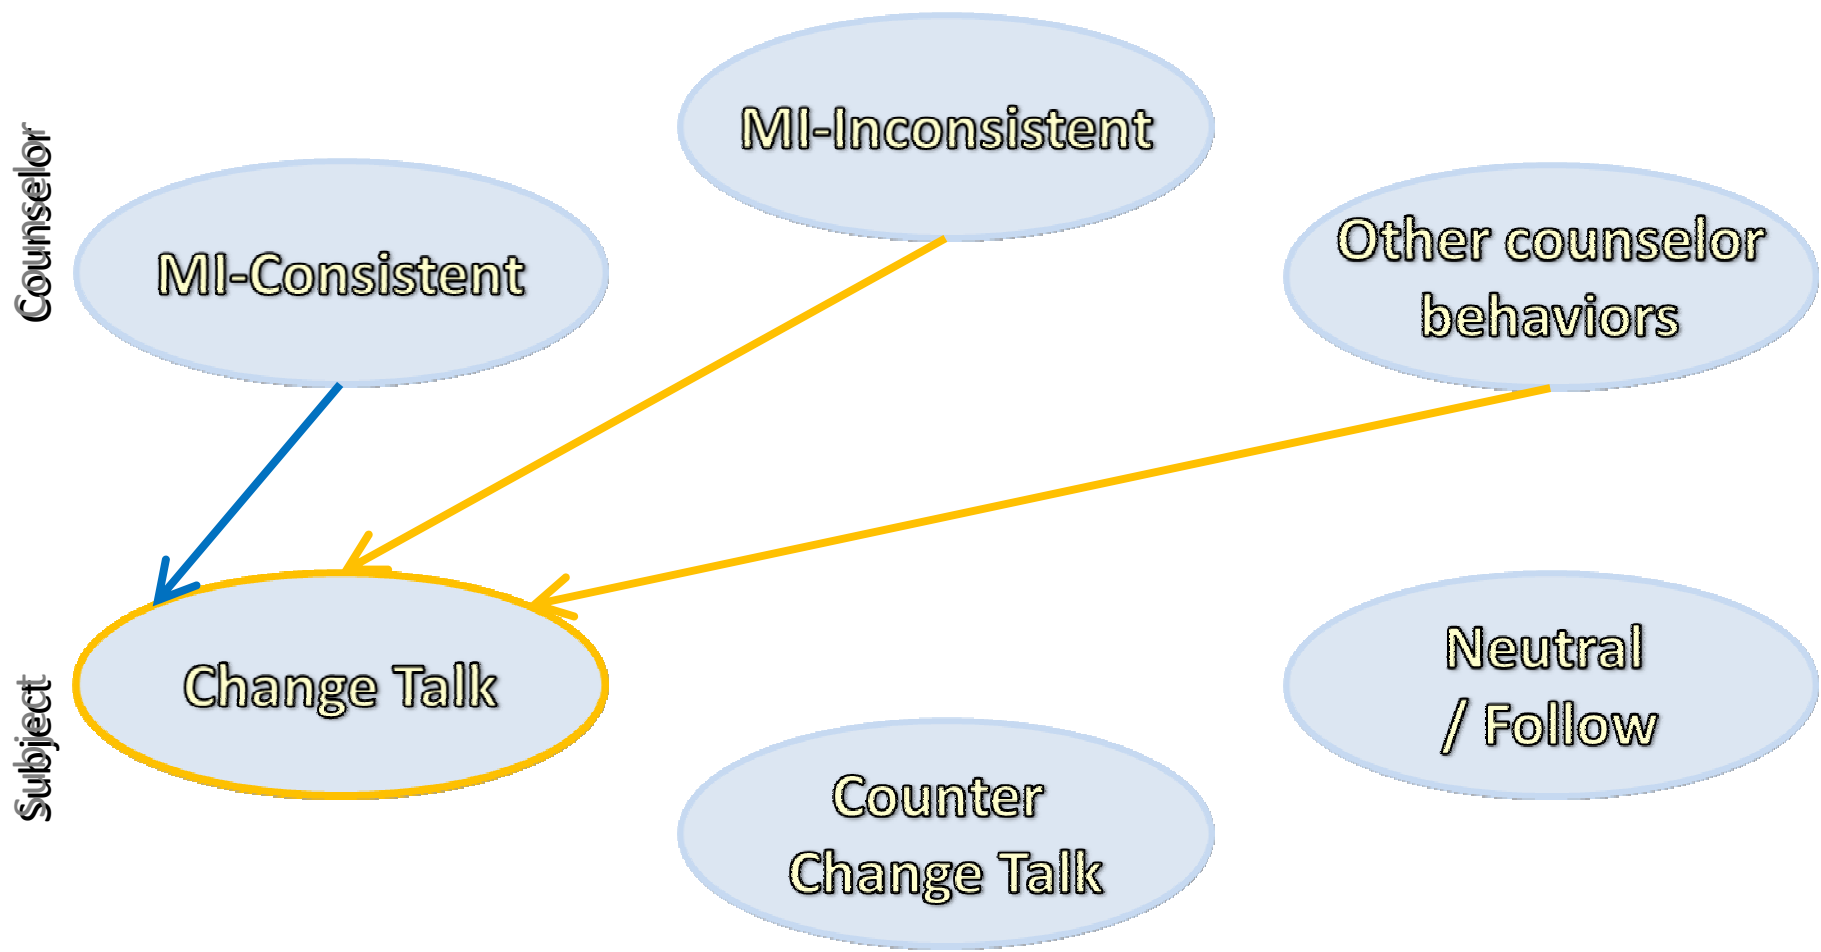 Counselor
MI-Consistent
MI-Inconsistent
Other counselor
behaviors
Subject
Change Talk
Counter
Change Talk
Neutral
/ Follow